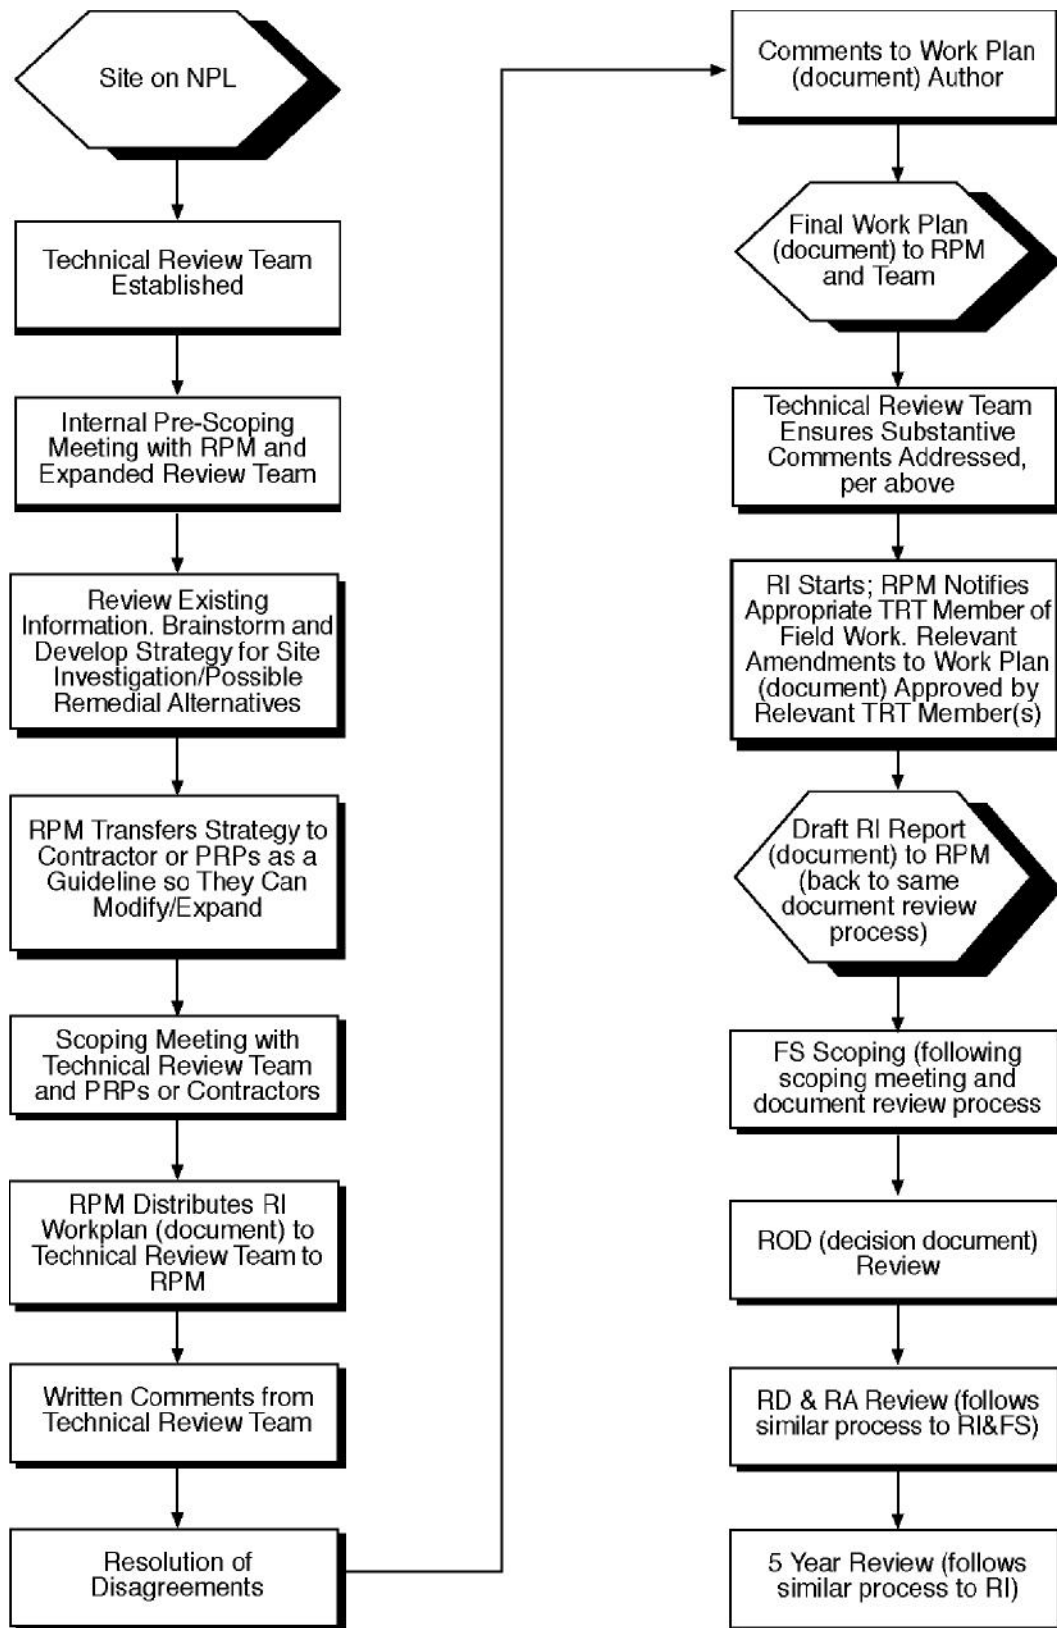 Site on NPL
Technical Review Team
Established
Internal Pre-Scoping
Meeting with RPM and
Expanded Review Team
Review Existing
Information. Brainstorm and
Develop Strategy for Site
Investigation/Possible
Remedial Alternatives
RPM Transfers Strategy to
Contractor or PRPs as a
Guideline so They Can
Modify/Expand
Scoping Meeting with
Technical Review Team
and PRPs or Contractors
RPM Distributes RI
Workplan (document) to
Technical Review Team to
RPM
Written Comments from
Technical Review Team
Resolution of
Disagreements
Comments to Work Plan
(document) Author
Final Work Plan
(document) to RPM
and Team
Technical Review Team
Ensures Substantive
Comments Addressed,
per above
RI Starts; RPM Notifies
Appropriate TRT Member of
Field Work. Relevant
Amendments to Work Plan
(document) Approved by
Relevant TRT Member(s)
Draft RI Report
(document) to RPM
(back to same
document review
process)
FS Scoping (following
scoping meeting and
document review process
ROD (decision document)
Review
RD & RA Review (follows
similar process to RI&FS)
5 Year Review (follows
similar process to RI)